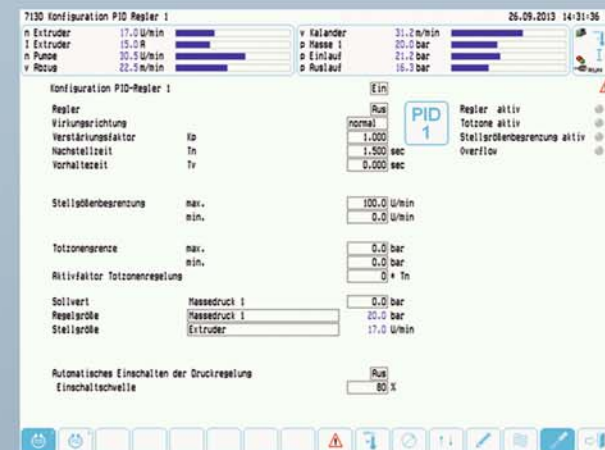 7130 Konfiguration PID Regler 1 26.09.2013 14:31:36
n Extruder 17.0 U/min v Kalander 31.2 m/min
I Extruder 15.0 A p Masse 1 20.0 bar
n Pumpe 30.5 U/min p Einlauf 21.2 bar
v Abzug 22.5 m/min p Auslauf 16.3 bar
Konfiguration PID-Regler 1 Ein
Regler Aus PID 1 Regler aktiv
Virkungsrichtung normal Totzone aktiv
Verstärkungsfaktor Kp 1.000 Stellgrößenbegrenzung aktiv
Nachstellzeit Tn 1.500 sec Overflow
Vorhaltezeit Tv 0.000 sec
Stellgößenbegrenzung max. 100.0 U/min
min. 0.0 U/min
Totzonengrenze max. 0.0 bar
min. 0.0 bar
Aktivfaktor Totzonenregelung 0 * Tn
Sollwert Massedruck 1 0.0 bar
Regelgröße Massedruck 1 20.0 bar
Stellgröße Extruder 17.0 U/min
Automatisches Einschalten der Druckregelung Aus
Einschaltschwelle 80 %